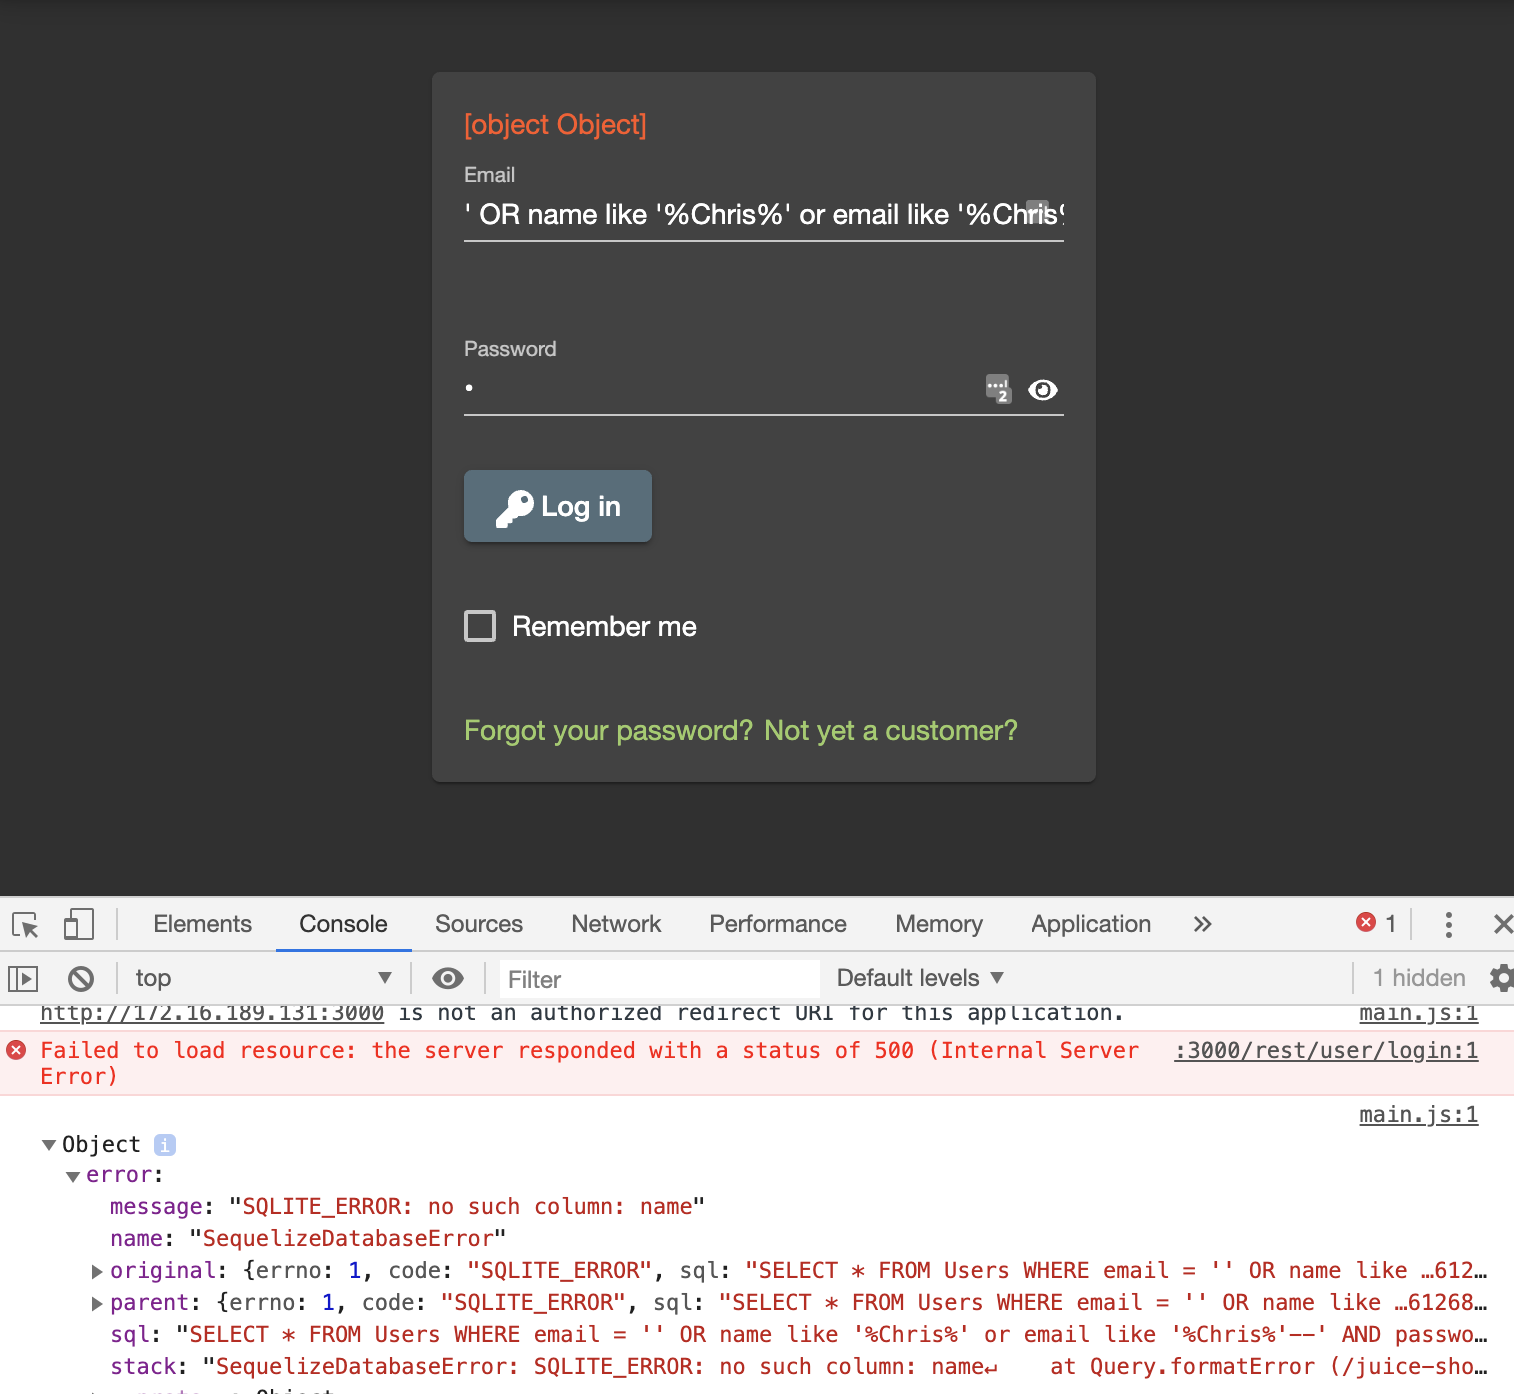 [object Object]
Email
' OR name like '%Chris%' or email like '%Chris%
Password
•
2
Log in
Remember me
Forgot your password? Not yet a customer?
Elements Console Sources Network Performance Memory Application » 1
top ▼ Filter Default levels ▼ 1 hidden
http://172.16.189.131:3000 is not an authorized redirect URI for this application. main.js:1
Failed to load resource: the server responded with a status of 500 (Internal Server :3000/rest/user/login:1
Error)
main.js:1
▼Object i
▼error:
message: "SQLITE_ERROR: no such column: name"
name: "SequelizeDatabaseError"
▶original: {errno: 1, code: "SQLITE_ERROR", sql: "SELECT * FROM Users WHERE email = '' OR name like …612…
▶parent: {errno: 1, code: "SQLITE_ERROR", sql: "SELECT * FROM Users WHERE email = '' OR name like …61268…
sql: "SELECT * FROM Users WHERE email = '' OR name like '%Chris%' or email like '%Chris%'--' AND passwo…
stack: "SequelizeDatabaseError: SQLITE_ERROR: no such column: name↵    at Query.formatError (/juice-sho…